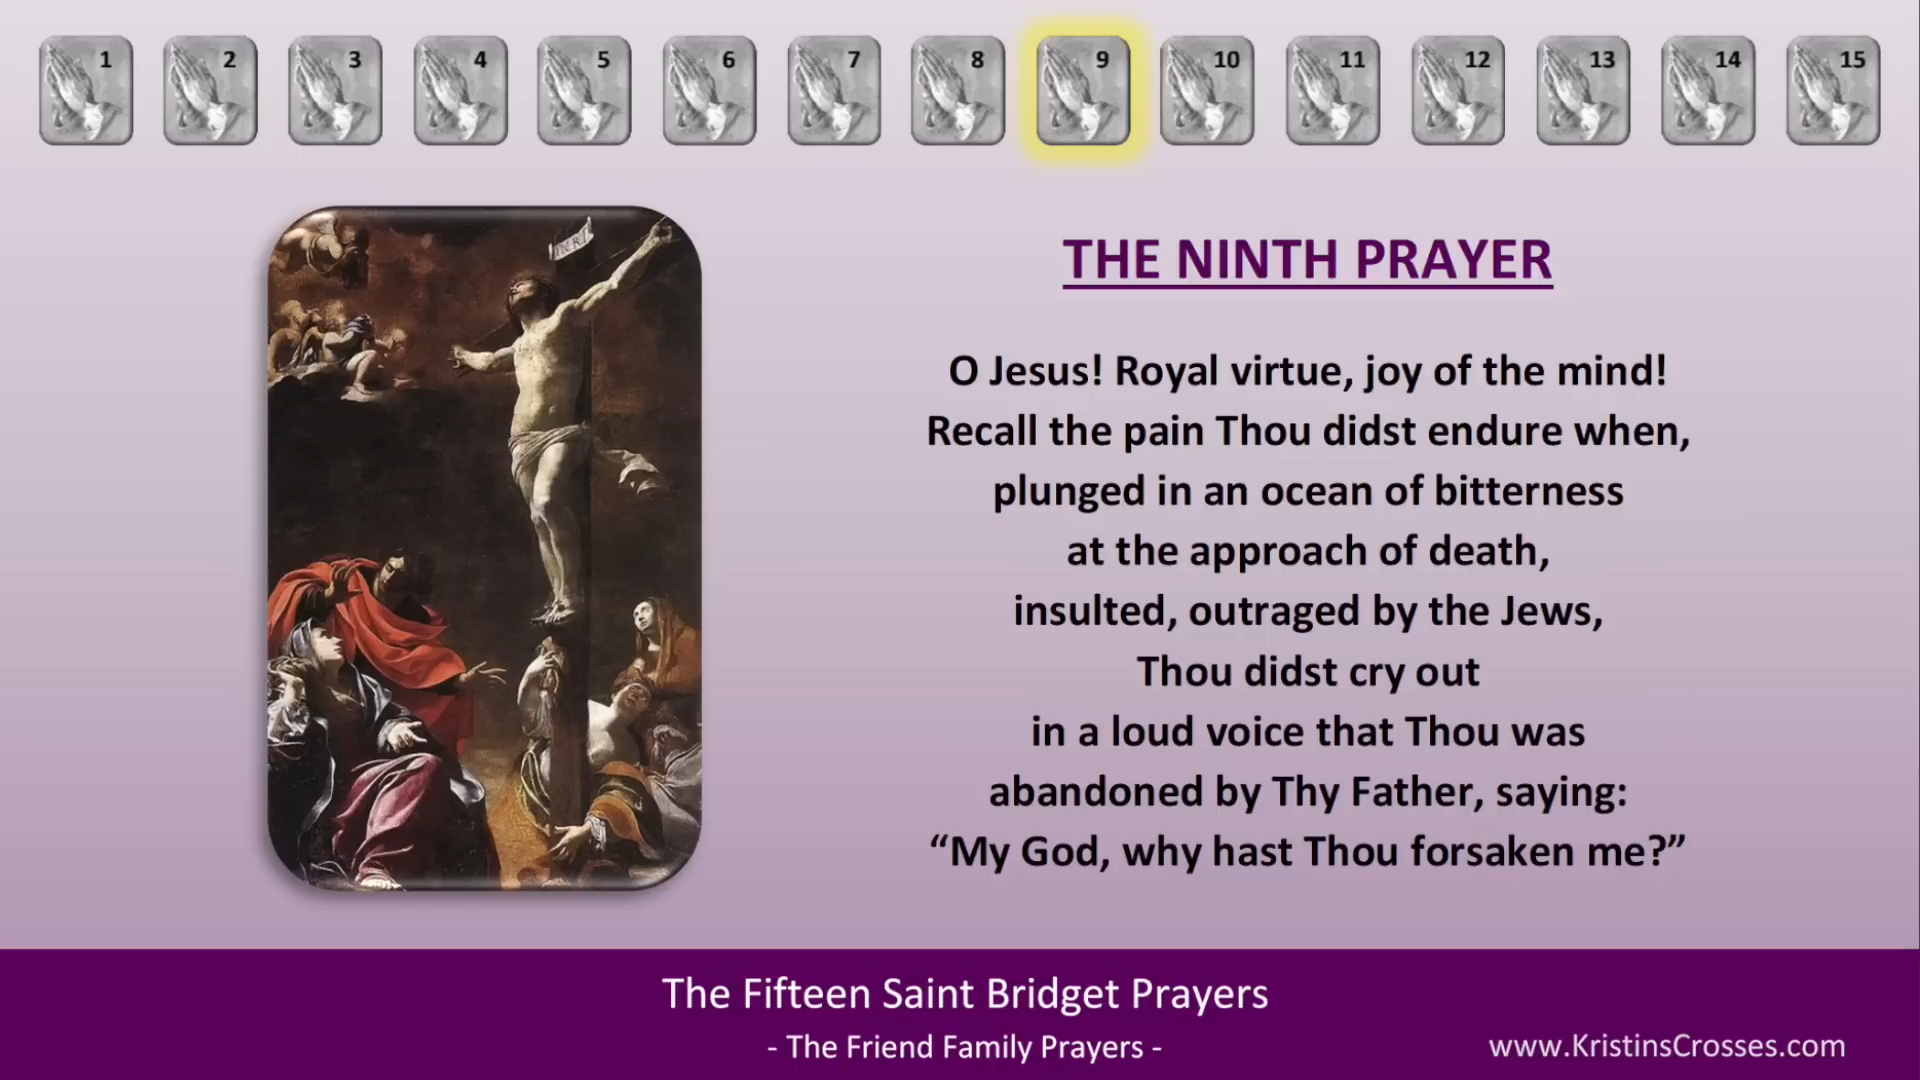 1 2 3 4 5 6 7 8 9 10 11 12 13 14 15
INRI
THE NINTH PRAYER
O Jesus! Royal virtue, joy of the mind!
Recall the pain Thou didst endure when,
plunged in an ocean of bitterness
at the approach of death,
insulted, outraged by the Jews,
Thou didst cry out
in a loud voice that Thou was
abandoned by Thy Father, saying:
“My God, why hast Thou forsaken me?”
The Fifteen Saint Bridget Prayers
- The Friend Family Prayers -
www.KristinsCrosses.com